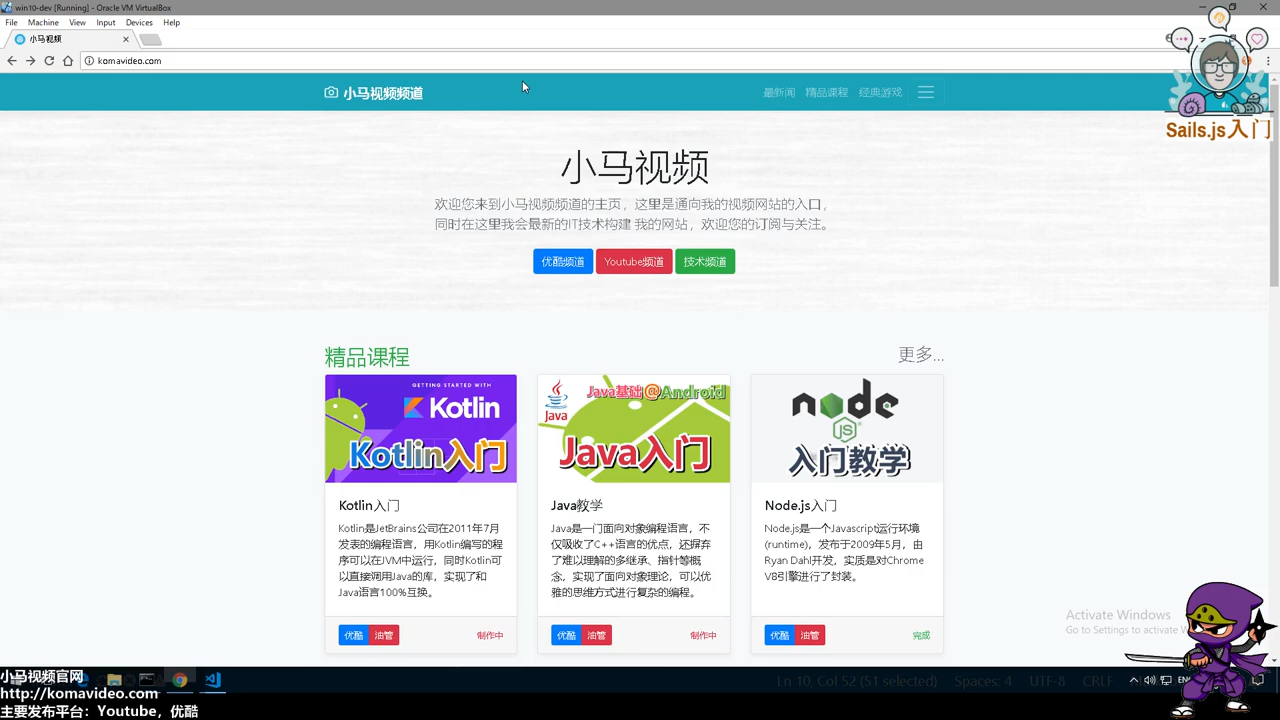 win10-dev [Running] - Oracle VM VirtualBox
File Machine View Input Devices Help
小马视频
komavideo.com
小马视频频道
最新闻 精品课程 经典游戏
Sails.js入门
小马视频
欢迎您来到小马视频频道的主页，这里是通向我的视频网站的入口，
同时在这里我会最新的IT技术构建 我的网站，欢迎您的订阅与关注。
优酷频道 Youtube频道 技术频道
精品课程 更多...
GETTING STARTED WITH
Kotlin
Kotlin入门
Java
Java基础@Android
Java入门
node
JS
入门教学
Kotlin入门
Kotlin是JetBrains公司在2011年7月
发表的编程语言，用Kotlin编写的程
序可以在JVM中运行，同时Kotlin可
以直接调用Java的库，实现了和
Java语言100%互换。
优酷 油管 制作中
Java教学
Java是一门面向对象编程语言，不
仅吸收了C++语言的优点，还摒弃
了难以理解的多继承、指针等概
念，实现了面向对象理论，可以优
雅的思维方式进行复杂的编程。
优酷 油管 制作中
Node.js入门
Node.js是一个Javascript运行环境
(runtime)，发布于2009年5月，由
Ryan Dahl开发，实质是对Chrome
V8引擎进行了封装。
优酷 油管 完成
Activate Windows
Go to Settings to activate W
小马视频官网
http://komavideo.com
主要发布平台：Youtube，优酷
Ln 10, Col 52 (51 selected) Spaces: 4 UTF-8 CRLF
ENG